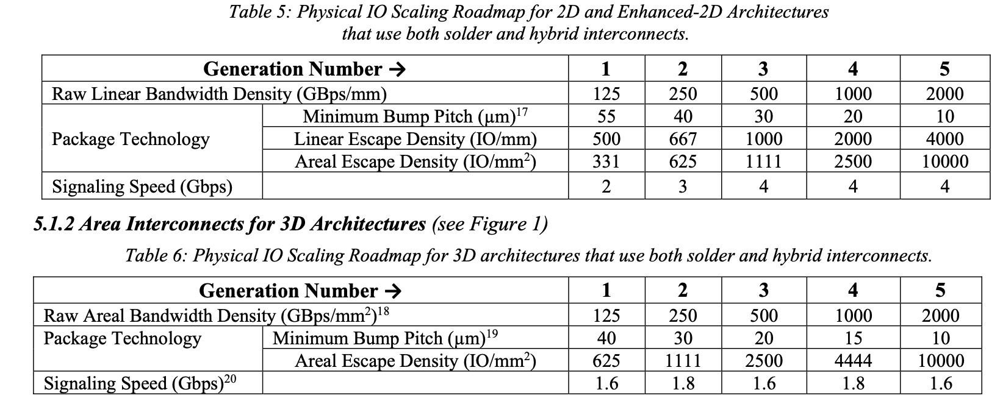 Table 5: Physical IO Scaling Roadmap for 2D and Enhanced-2D Architectures
that use both solder and hybrid interconnects.
Generation Number → 1 2 3 4 5
Raw Linear Bandwidth Density (GBps/mm) 125 250 500 1000 2000
Minimum Bump Pitch (μm)¹⁷ 55 40 30 20 10
Package Technology Linear Escape Density (IO/mm) 500 667 1000 2000 4000
Areal Escape Density (IO/mm²) 331 625 1111 2500 10000
Signaling Speed (Gbps) 2 3 4 4 4
5.1.2 Area Interconnects for 3D Architectures (see Figure 1)
Table 6: Physical IO Scaling Roadmap for 3D architectures that use both solder and hybrid interconnects.
Generation Number → 1 2 3 4 5
Raw Areal Bandwidth Density (GBps/mm²)¹⁸ 125 250 500 1000 2000
Package Technology Minimum Bump Pitch (μm)¹⁹ 40 30 20 15 10
Areal Escape Density (IO/mm²) 625 1111 2500 4444 10000
Signaling Speed (Gbps)²⁰ 1.6 1.8 1.6 1.8 1.6